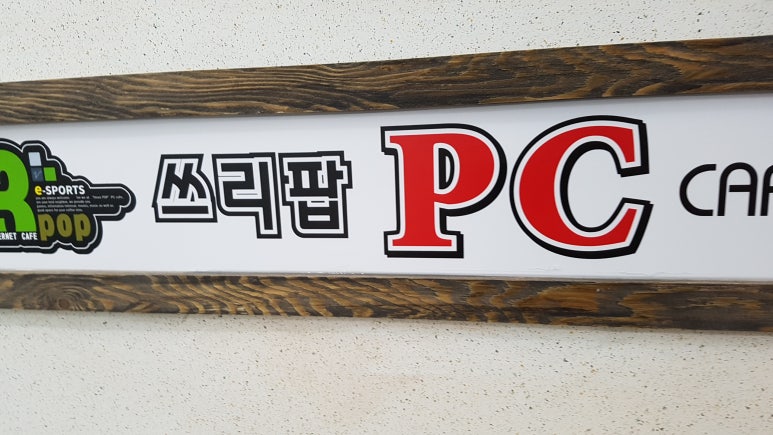 R e-SPORTS
pop
ERNET CAFE
쓰리팝 PC CAF